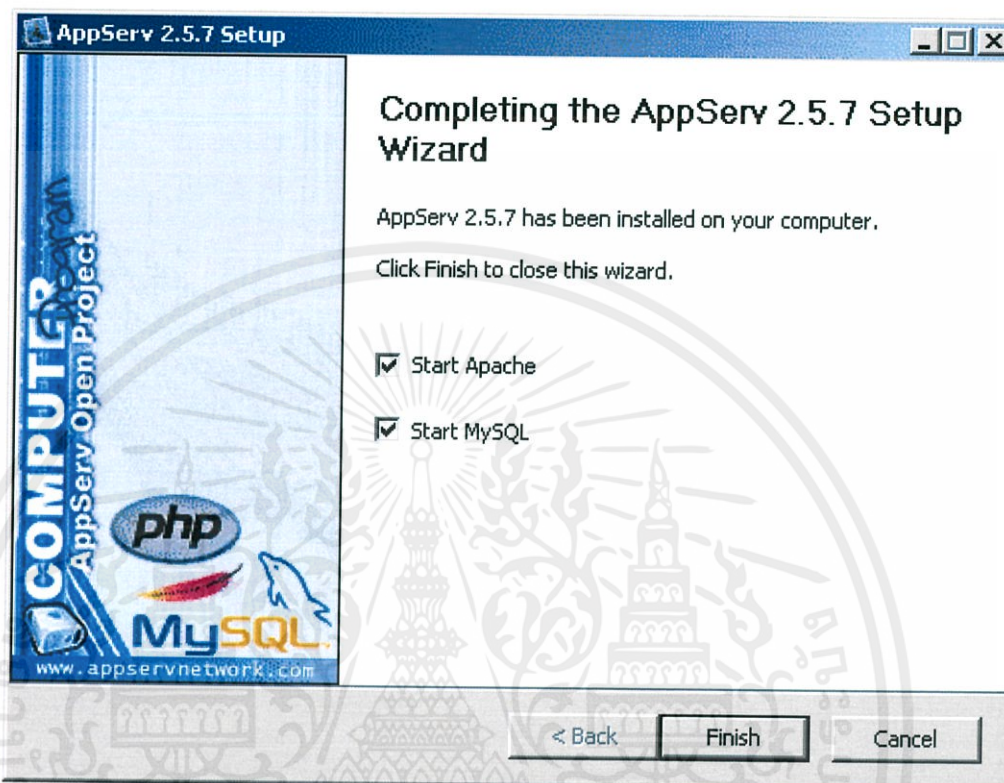 AppServ 2.5.7 Setup
Completing the AppServ 2.5.7 Setup
Wizard
AppServ 2.5.7 has been installed on your computer.
Click Finish to close this wizard.
Start Apache
Start MySQL
COMPUTER
program
AppServ Open Project
php
MySQL
www.appservnetwork.com
< Back
Finish
Cancel